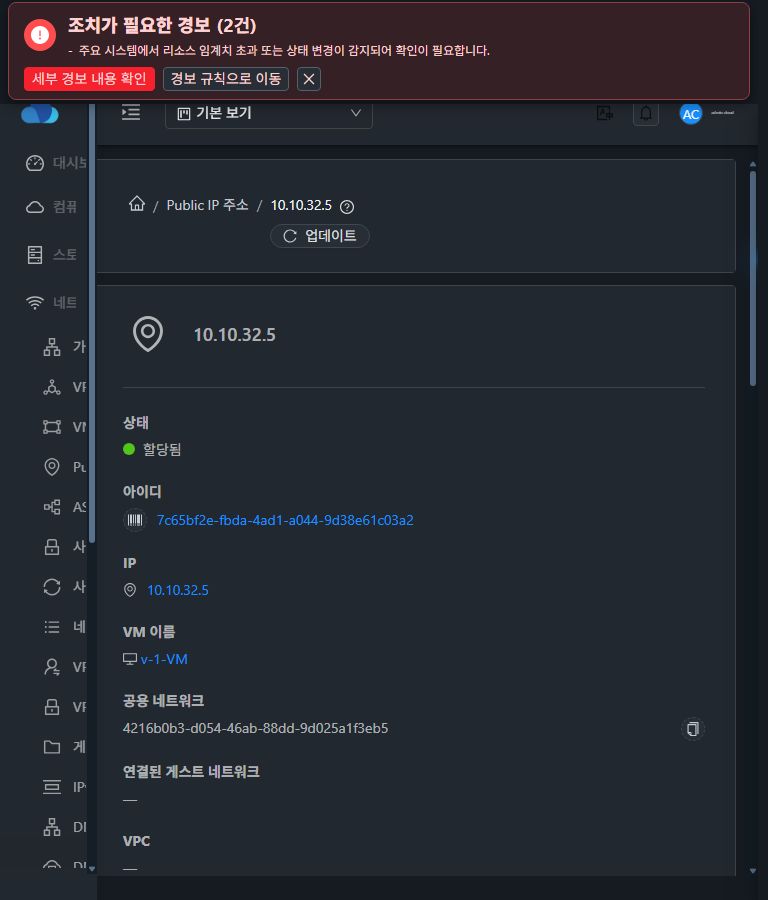 조치가 필요한 경보 (2건)
- 주요 시스템에서 리소스 임계치 초과 또는 상태 변경이 감지되어 확인이 필요합니다.
세부 경보 내용 확인 경보 규칙으로 이동
기본 보기
AC
대시보
컴퓨
스토
네트
가
VP
VN
Pu
AS
사
사
네
VP
VP
게
IPv
DN
/ Public IP 주소 / 10.10.32.5
업데이트
10.10.32.5
상태
할당됨
아이디
7c65bf2e-fbda-4ad1-a044-9d38e61c03a2
IP
10.10.32.5
VM 이름
v-1-VM
공용 네트워크
4216b0b3-d054-46ab-88dd-9d025a1f3eb5
연결된 게스트 네트워크
—
VPC
—